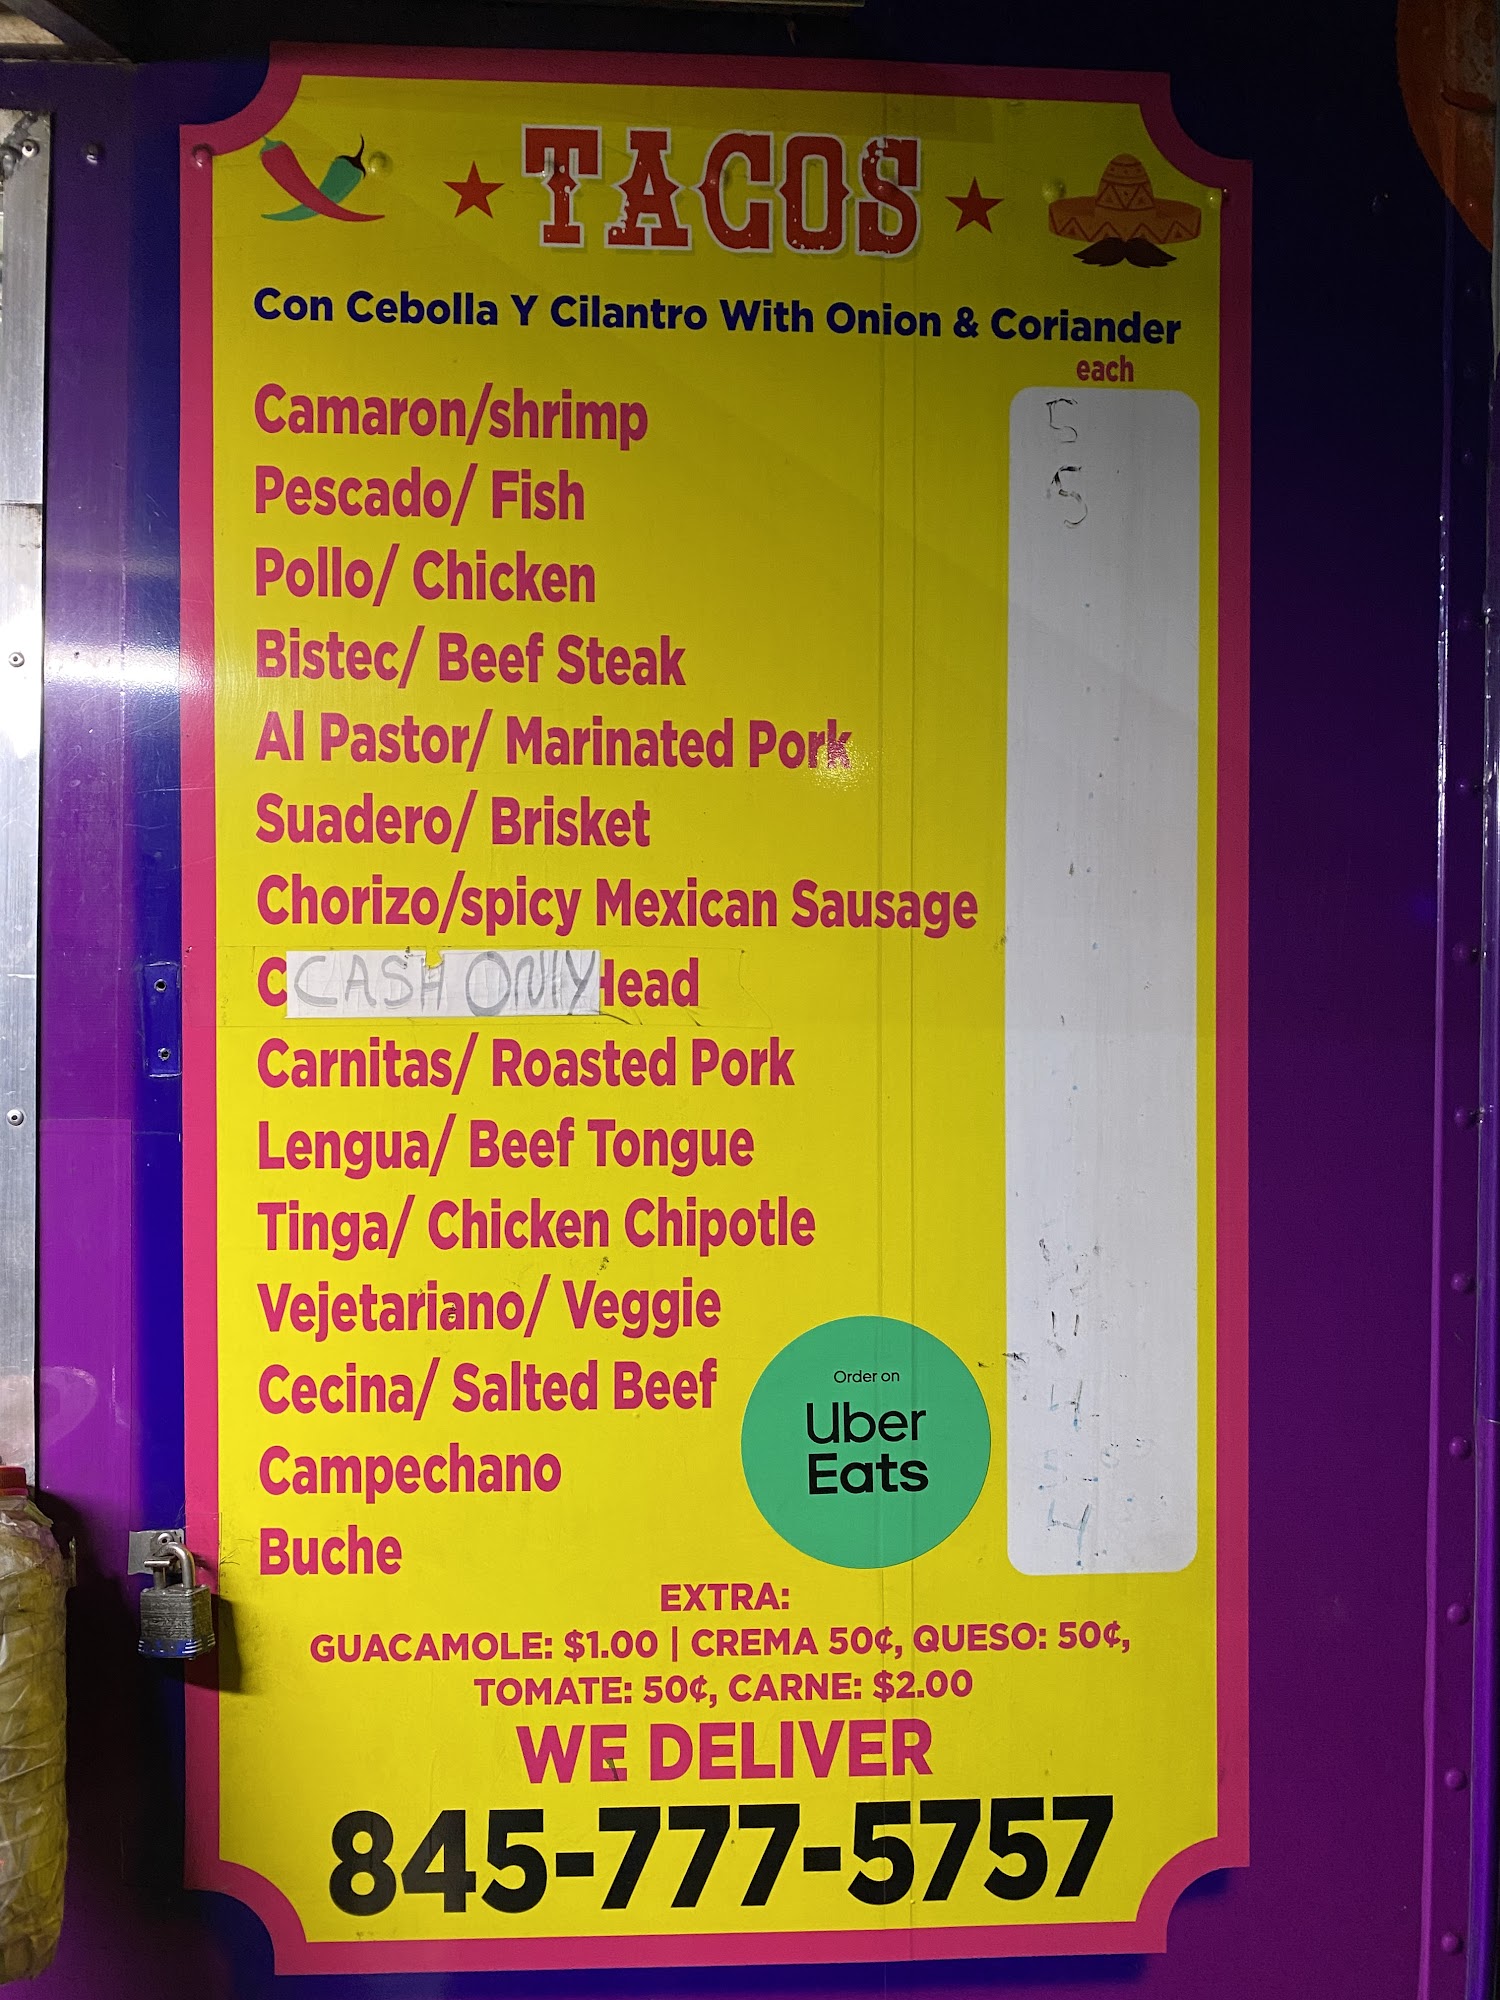 TACOS
Con Cebolla Y Cilantro With Onion & Coriander
each
Camaron/shrimp 5
Pescado/ Fish 5
Pollo/ Chicken
Bistec/ Beef Steak
Al Pastor/ Marinated Pork
Suadero/ Brisket
Chorizo/spicy Mexican Sausage
CASH ONLY
Carnitas/ Roasted Pork
Lengua/ Beef Tongue
Tinga/ Chicken Chipotle
Vejetariano/ Veggie
Cecina/ Salted Beef
Campechano
Buche 4
Order on
Uber
Eats
EXTRA:
GUACAMOLE: $1.00 | CREMA 50¢, QUESO: 50¢,
TOMATE: 50¢, CARNE: $2.00
WE DELIVER
845-777-5757